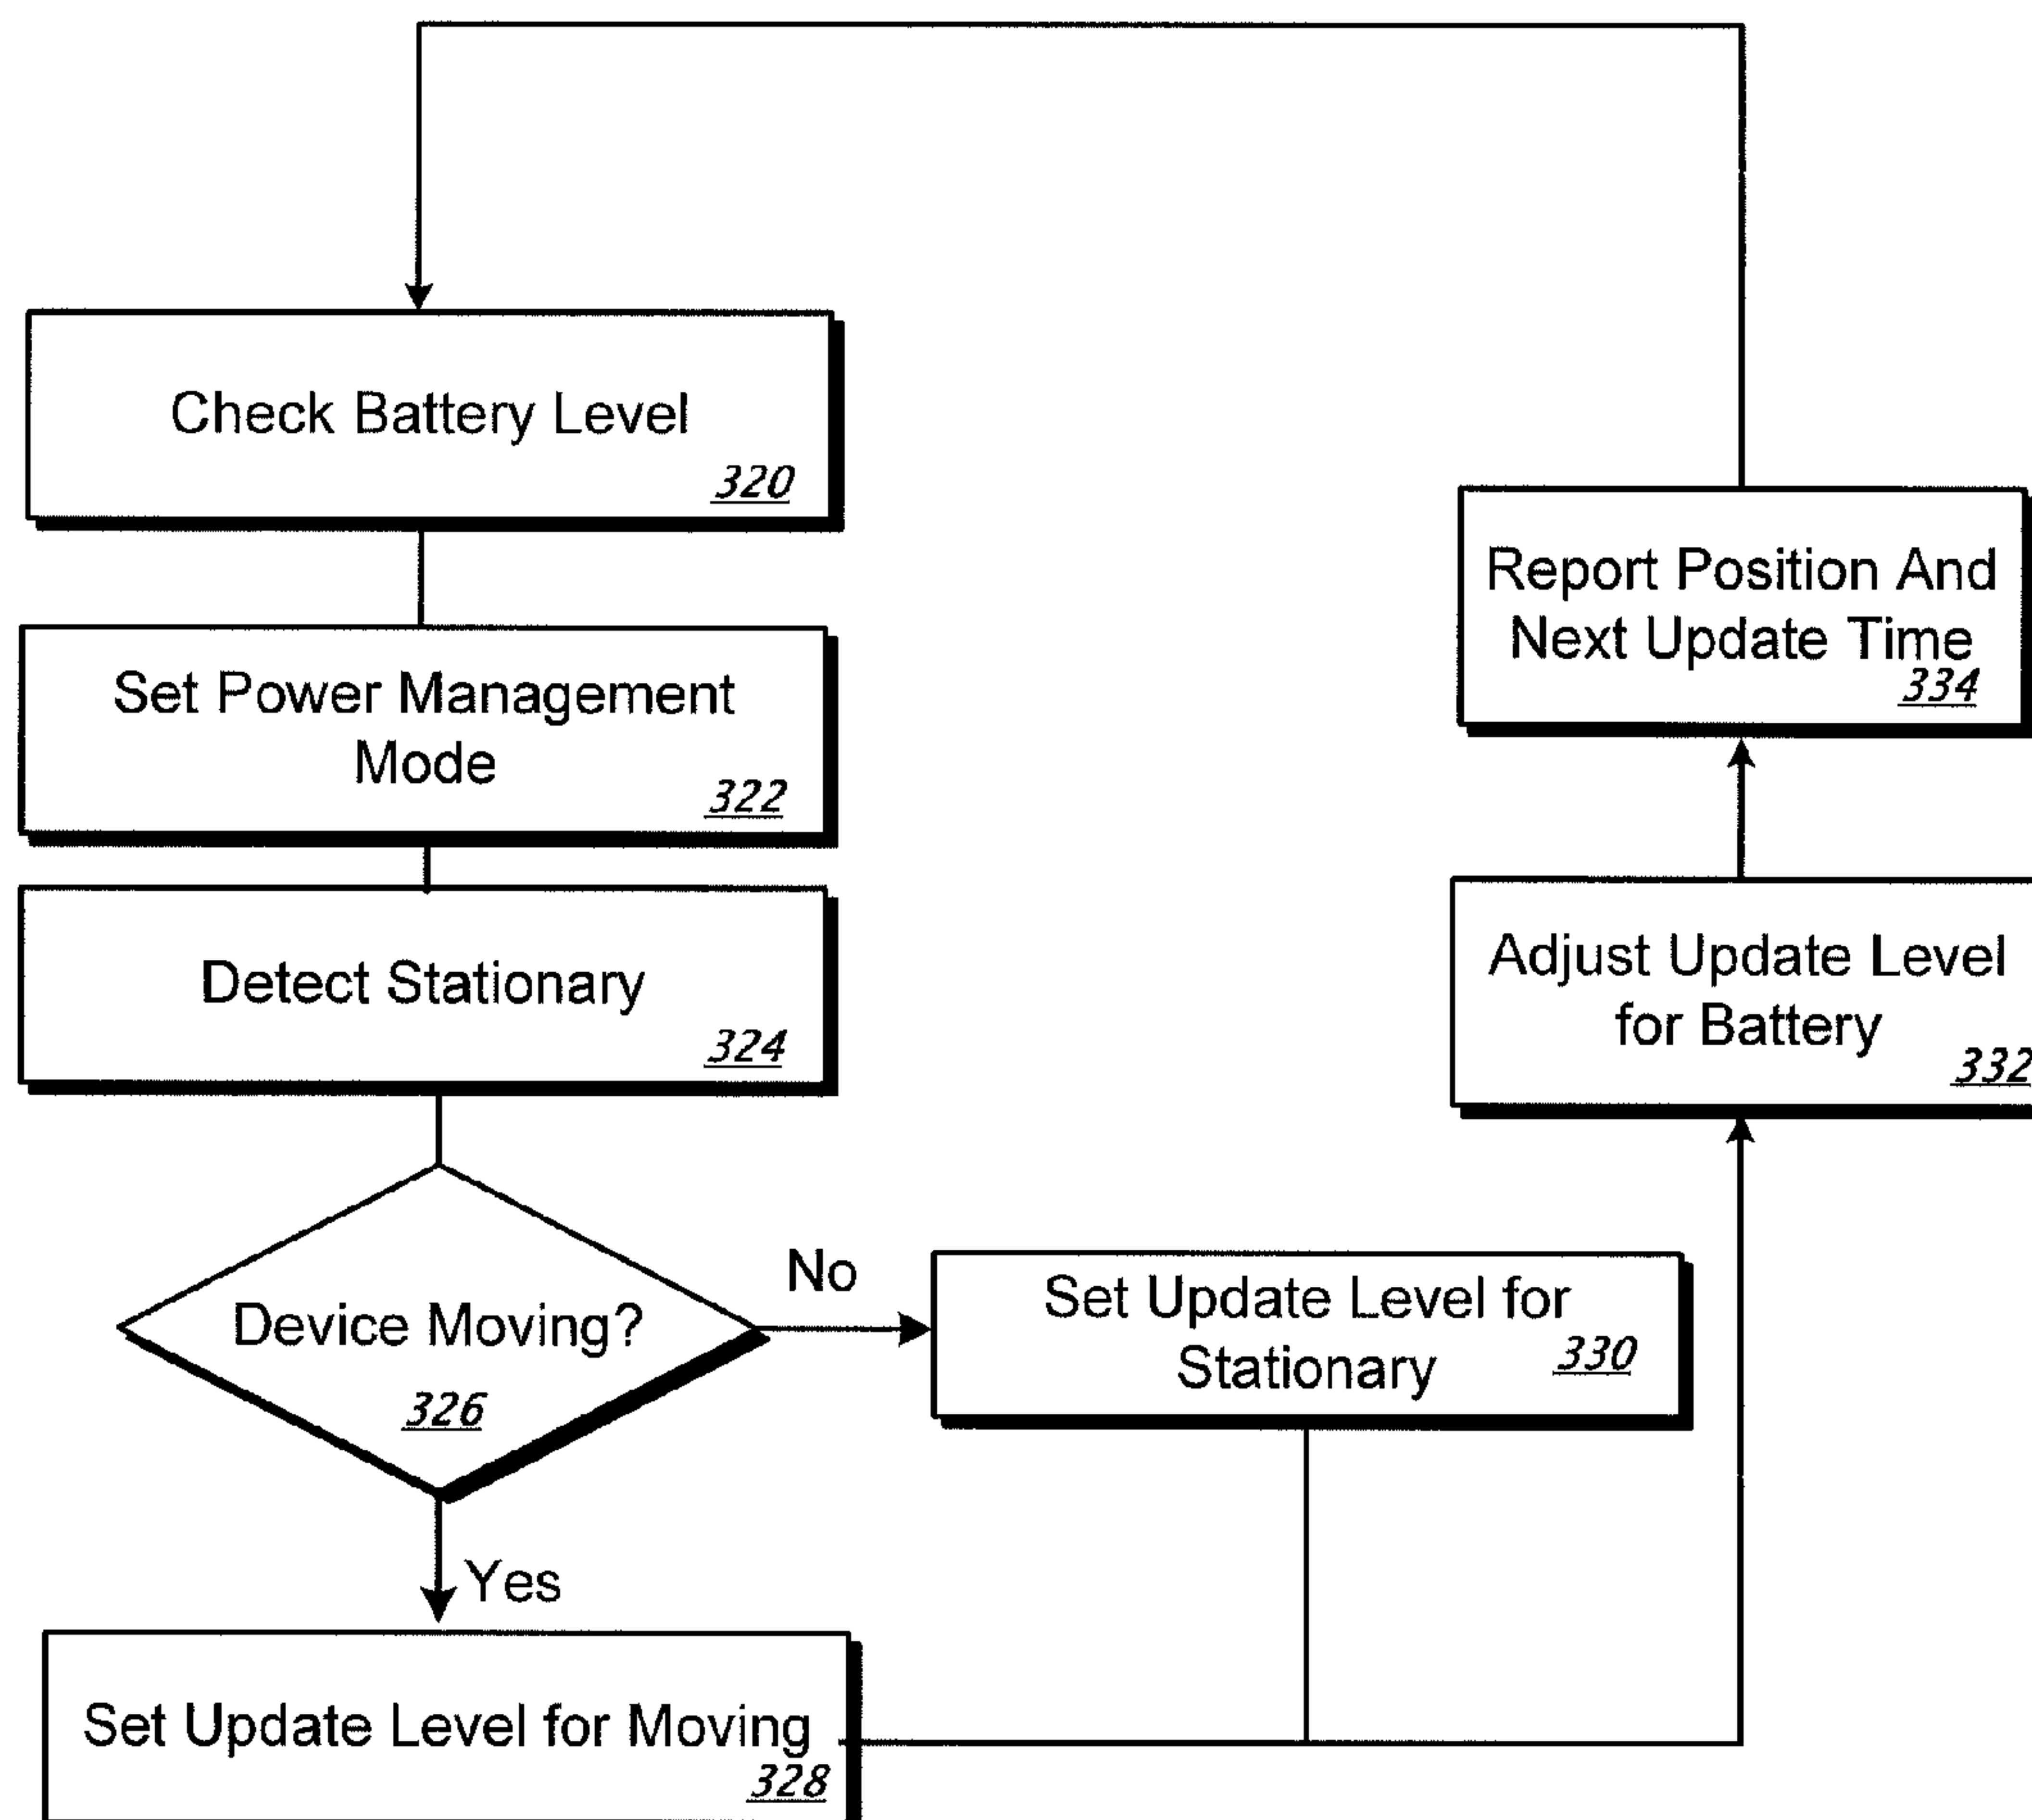 Check Battery Level
320
Set Power Management
Mode
322
Detect Stationary
324
Device Moving?
326
No
Yes
Set Update Level for Moving
328
Set Update Level for
Stationary
330
Adjust Update Level
for Battery
332
Report Position And
Next Update Time
334